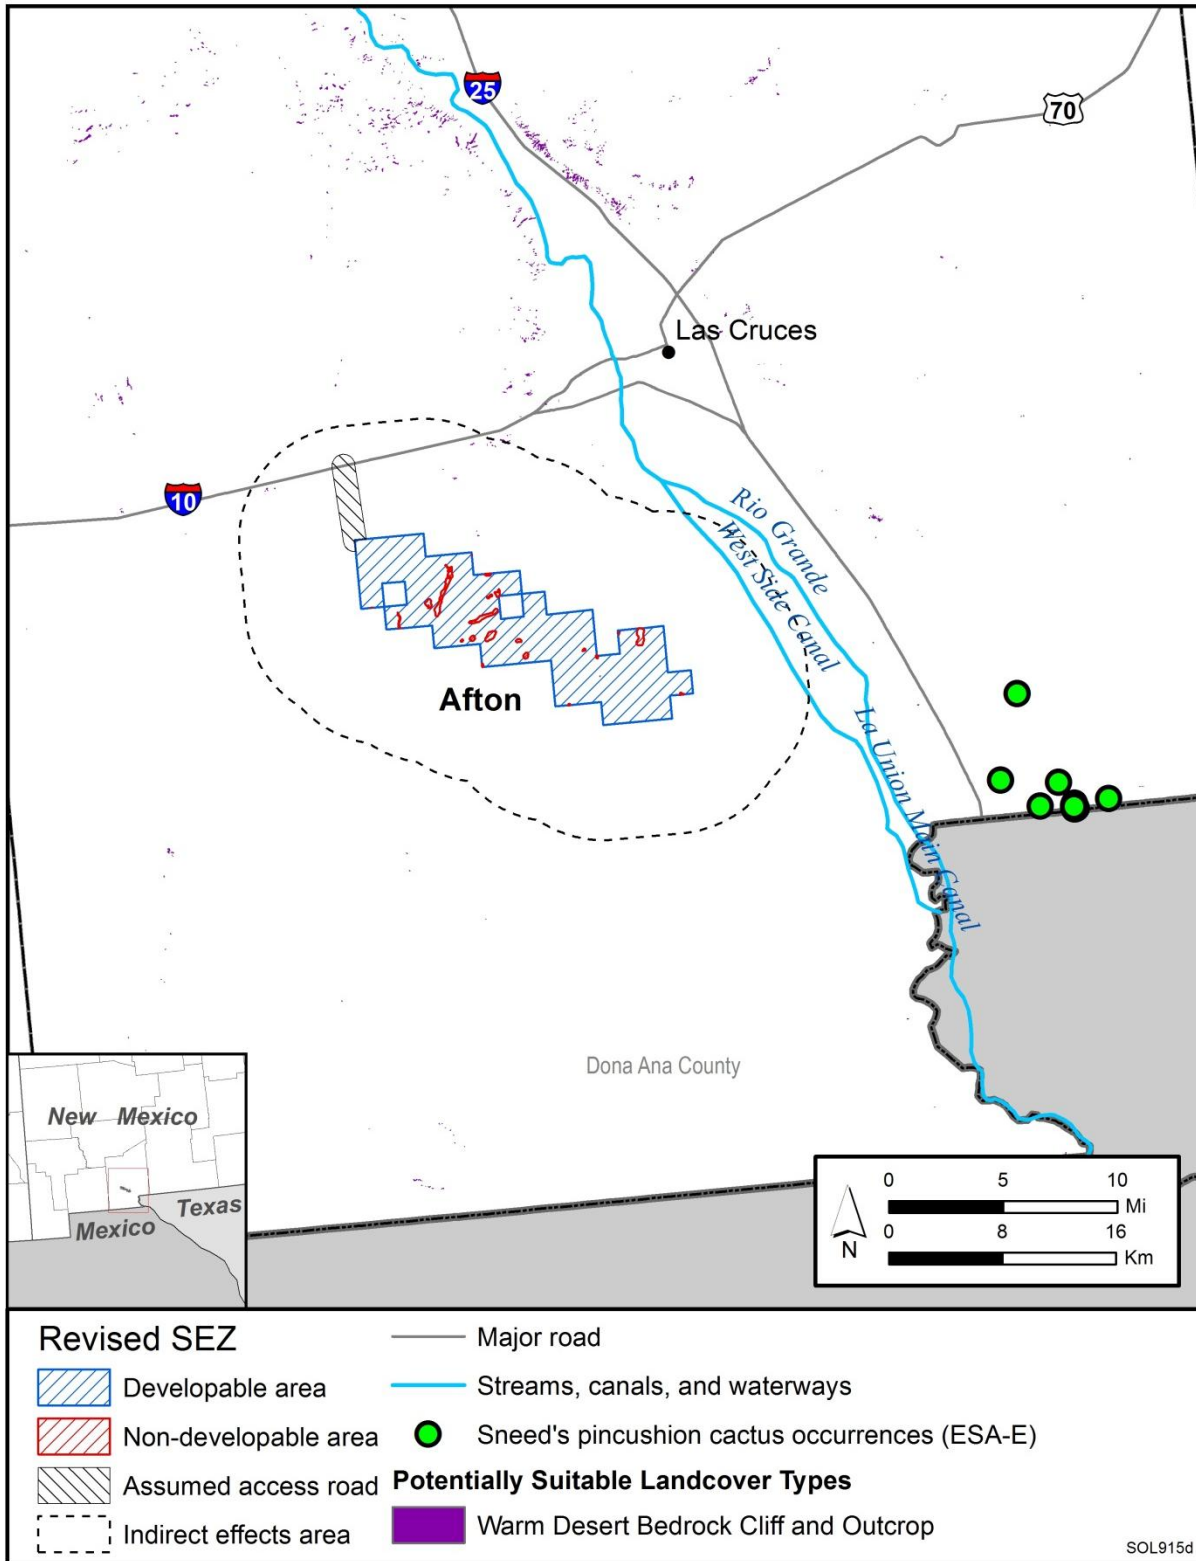 25
70
Las Cruces
10
Rio Grande
West Side Canal
Afton
La Union Main Canal
Dona Ana County
New Mexico
Texas
Mexico
N
0 5 10
Mi
0 8 16
Km
Revised SEZ
Developable area
Non-developable area
Assumed access road
Indirect effects area
Major road
Streams, canals, and waterways
Sneed's pincushion cactus occurrences (ESA-E)
Potentially Suitable Landcover Types
Warm Desert Bedrock Cliff and Outcrop
SOL915d